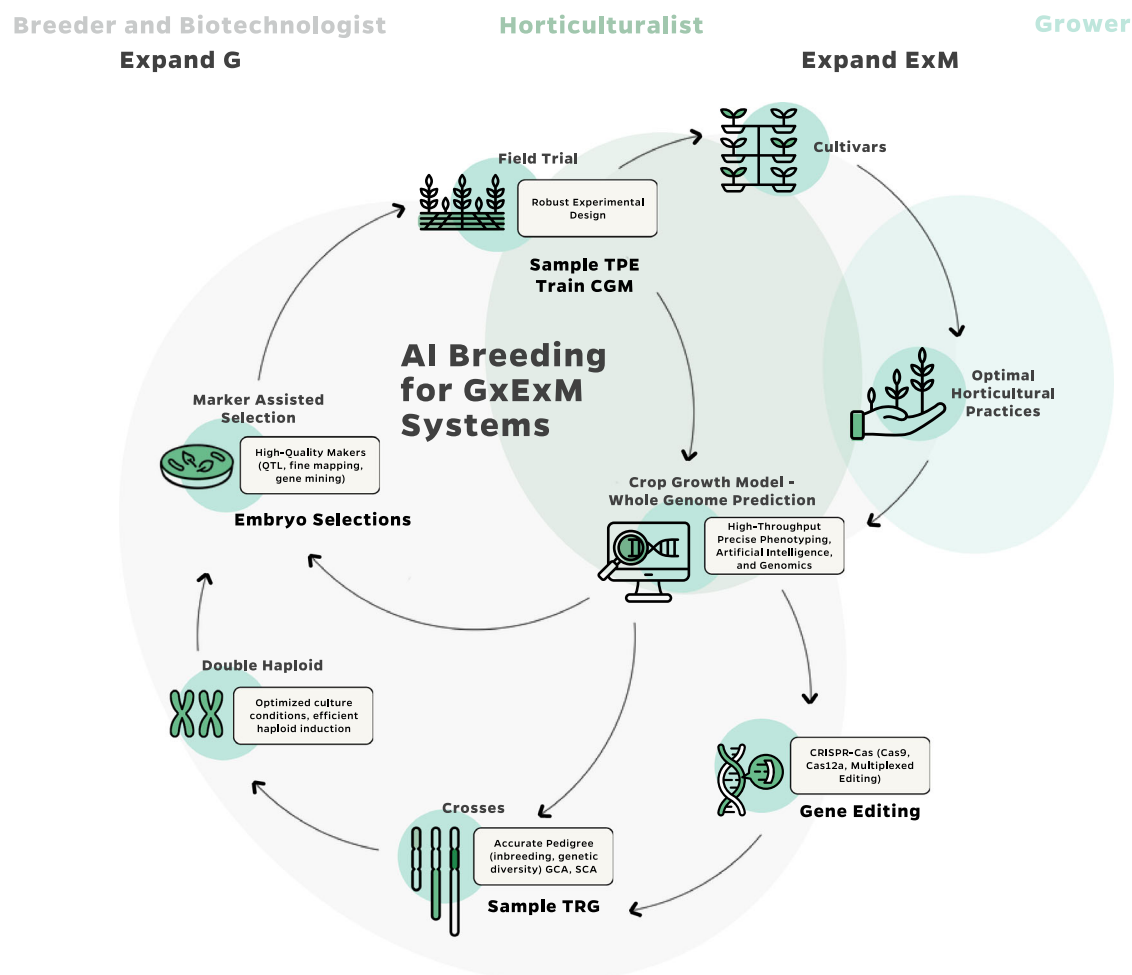 Breeder and Biotechnologist
Horticulturalist
Grower
Expand G
Expand ExM
Cultivars
Field Trial
Robust Experimental
Design
Sample TPE
Train CGM
AI Breeding
for GxExM
Systems
Optimal
Horticultural
Practices
Marker Assisted
Selection
High-Quality Makers
(QTL, fine mapping,
gene mining)
Embryo Selections
Crop Growth Model -
Whole Genome Prediction
High-Throughput
Precise Phenotyping,
Artificial Intelligence,
and Genomics
Double Haploid
Optimized culture
conditions, efficient
haploid induction
CRISPR-Cas (Cas9,
Cas12a, Multiplexed
Editing)
Gene Editing
Crosses
Accurate Pedigree
(inbreeding, genetic
diversity) GCA, SCA
Sample TRG